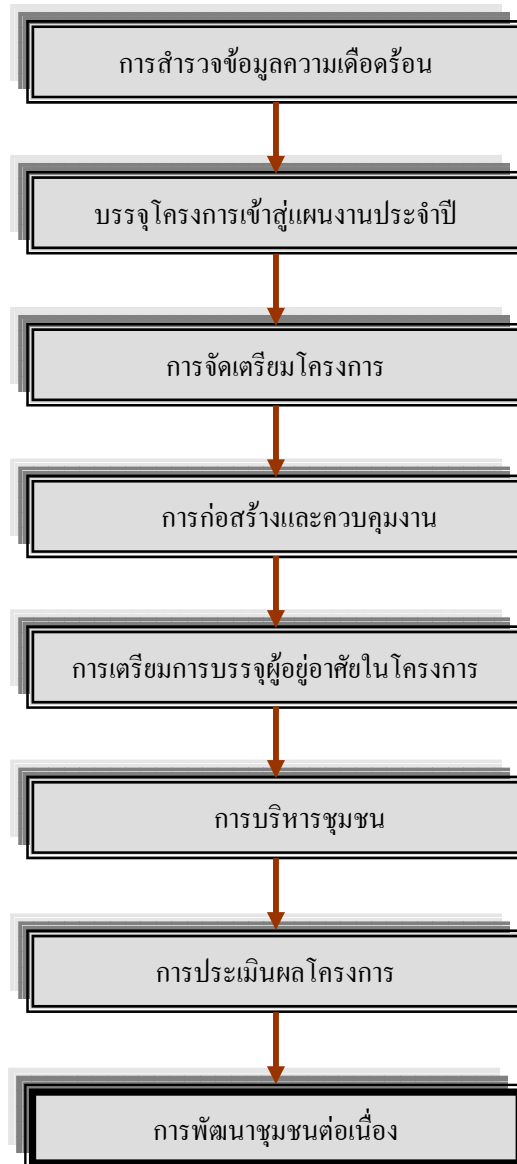 การสำรวจข้อมูลความเดือดร้อน
บรรจุโครงการเข้าสู่แผนงานประจำปี
การจัดเตรียมโครงการ
การก่อสร้างและควบคุมงาน
การเตรียมการบรรจุผู้อยู่อาศัยในโครงการ
การบริหารชุมชน
การประเมินผลโครงการ
การพัฒนาชุมชนต่อเนื่อง